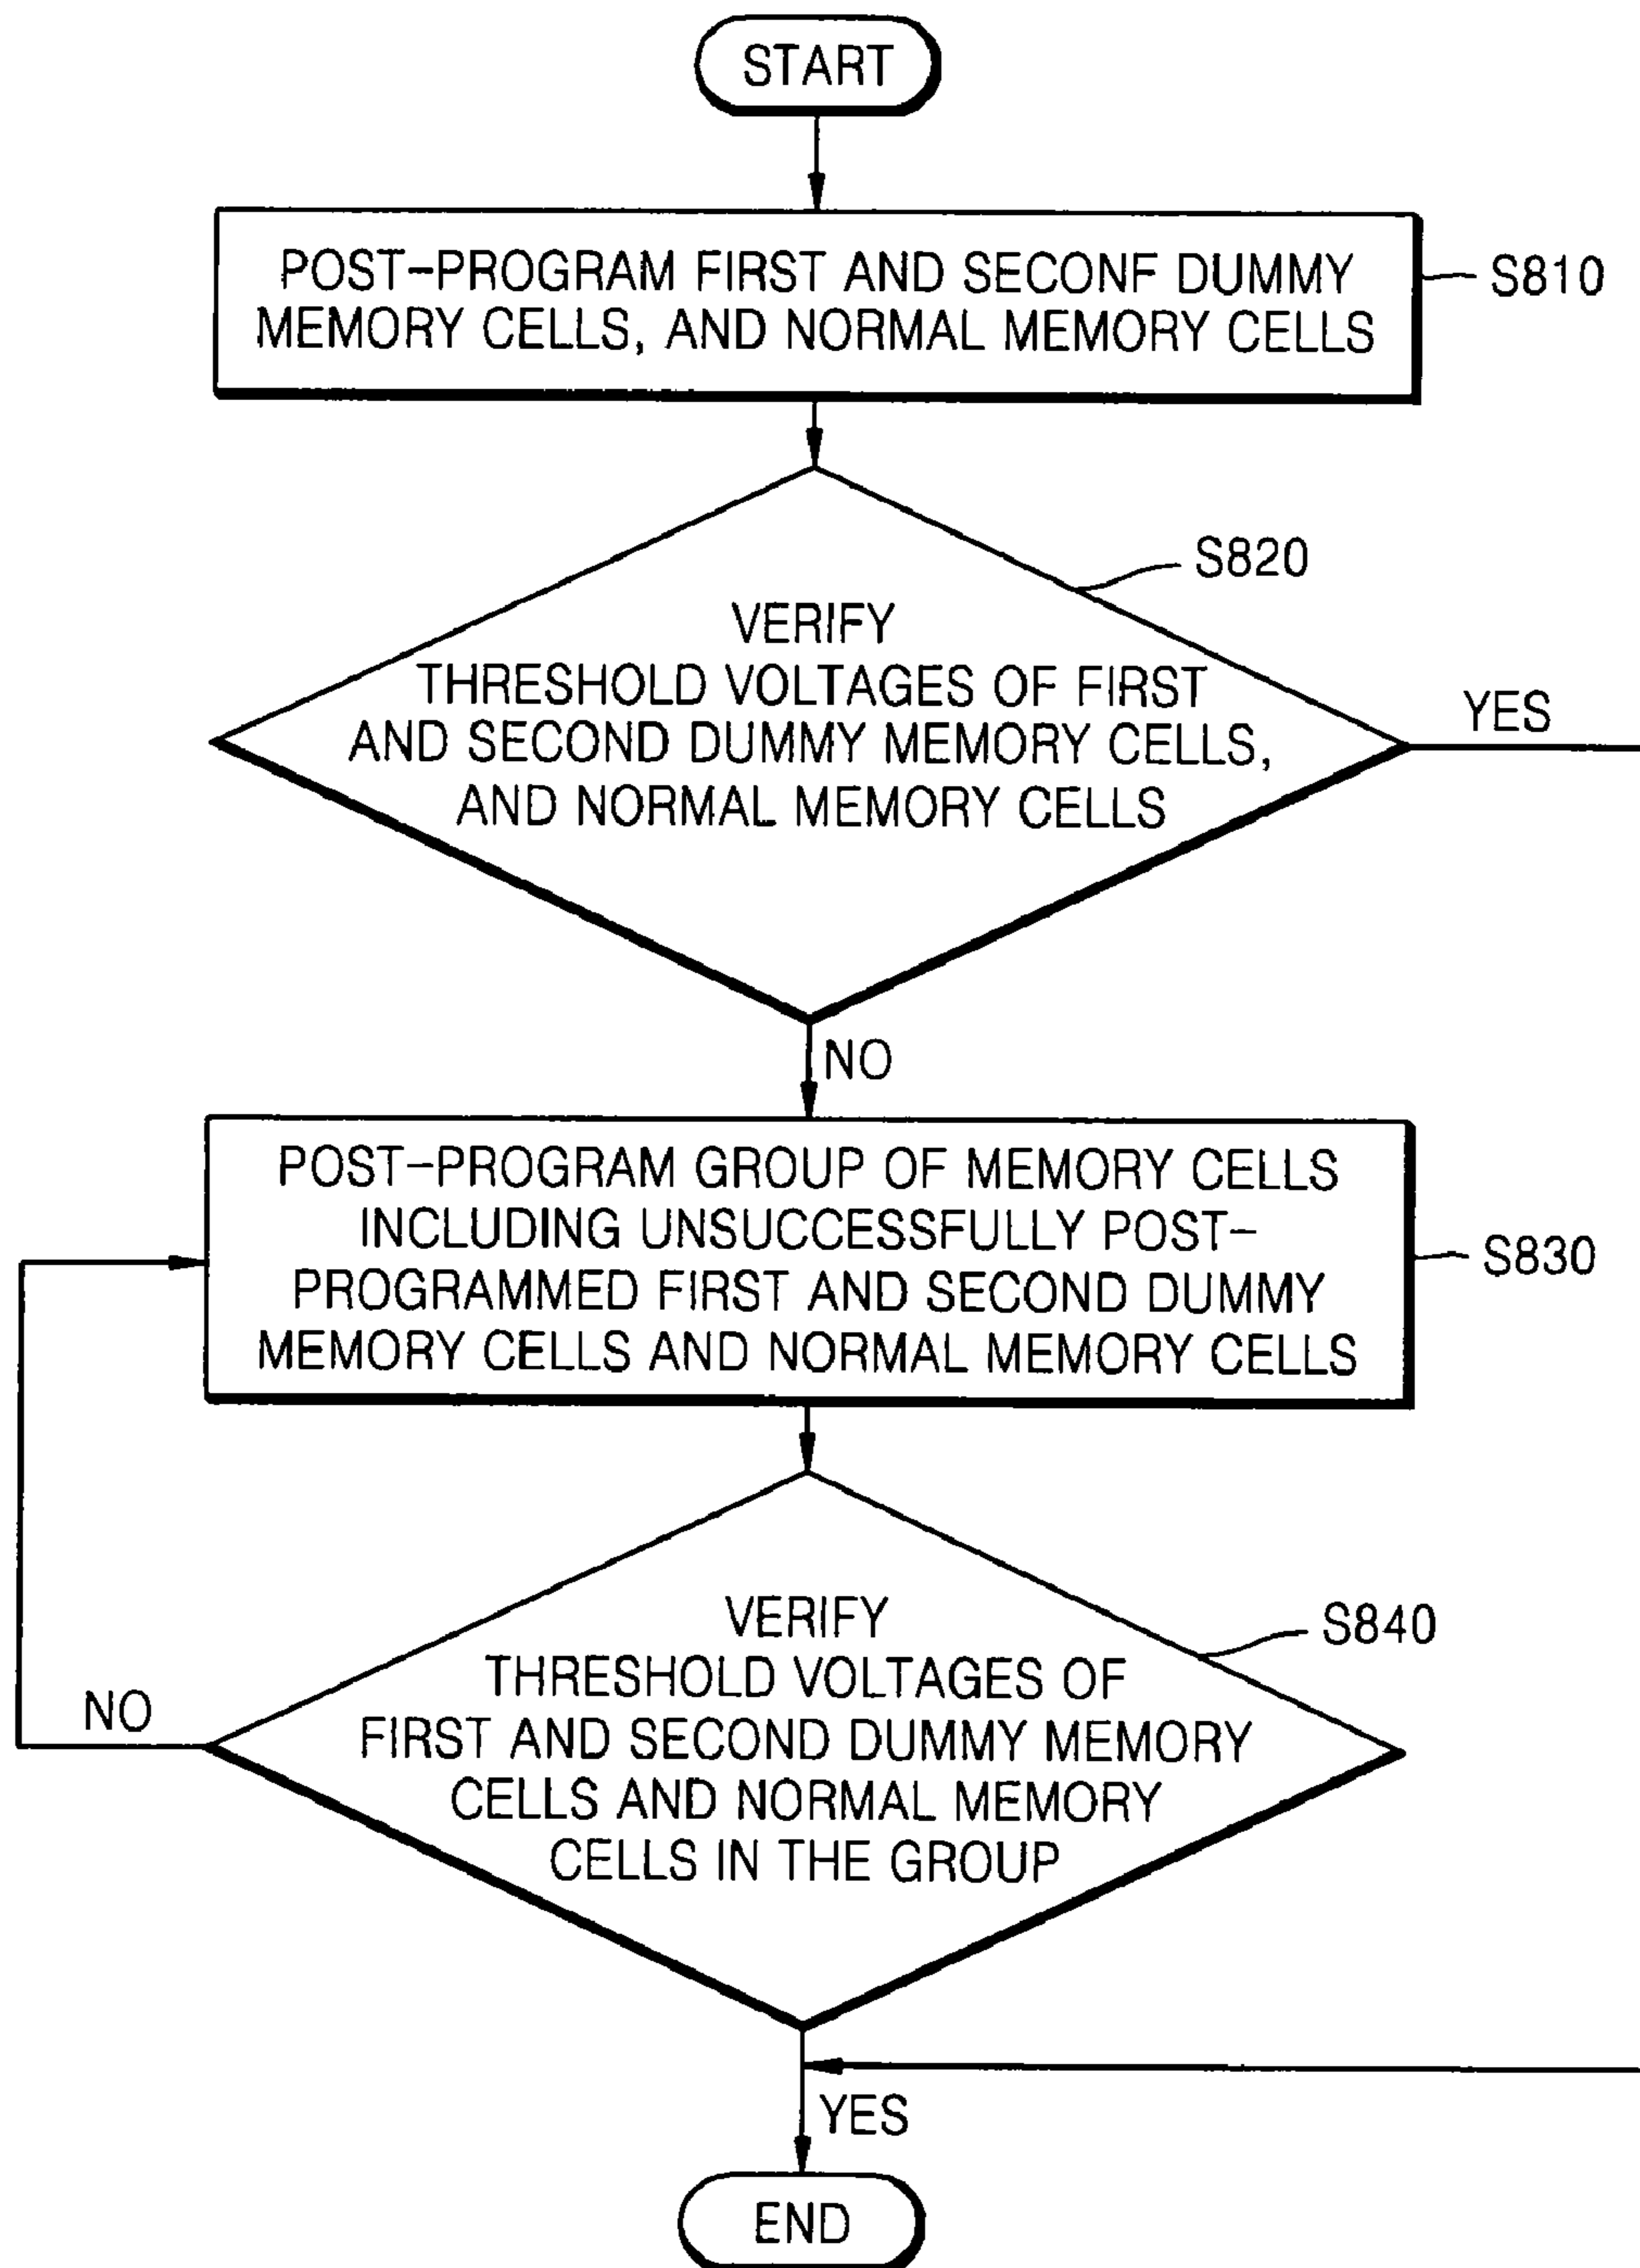 START
POST-PROGRAM FIRST AND SECONF DUMMY
MEMORY CELLS, AND NORMAL MEMORY CELLS
S810
S820
VERIFY
THRESHOLD VOLTAGES OF FIRST
AND SECOND DUMMY MEMORY CELLS,
AND NORMAL MEMORY CELLS
YES
NO
POST-PROGRAM GROUP OF MEMORY CELLS
INCLUDING UNSUCCESSFULLY POST-
PROGRAMMED FIRST AND SECOND DUMMY
MEMORY CELLS AND NORMAL MEMORY CELLS
S830
S840
VERIFY
THRESHOLD VOLTAGES OF
FIRST AND SECOND DUMMY MEMORY
CELLS AND NORMAL MEMORY
CELLS IN THE GROUP
NO
YES
END